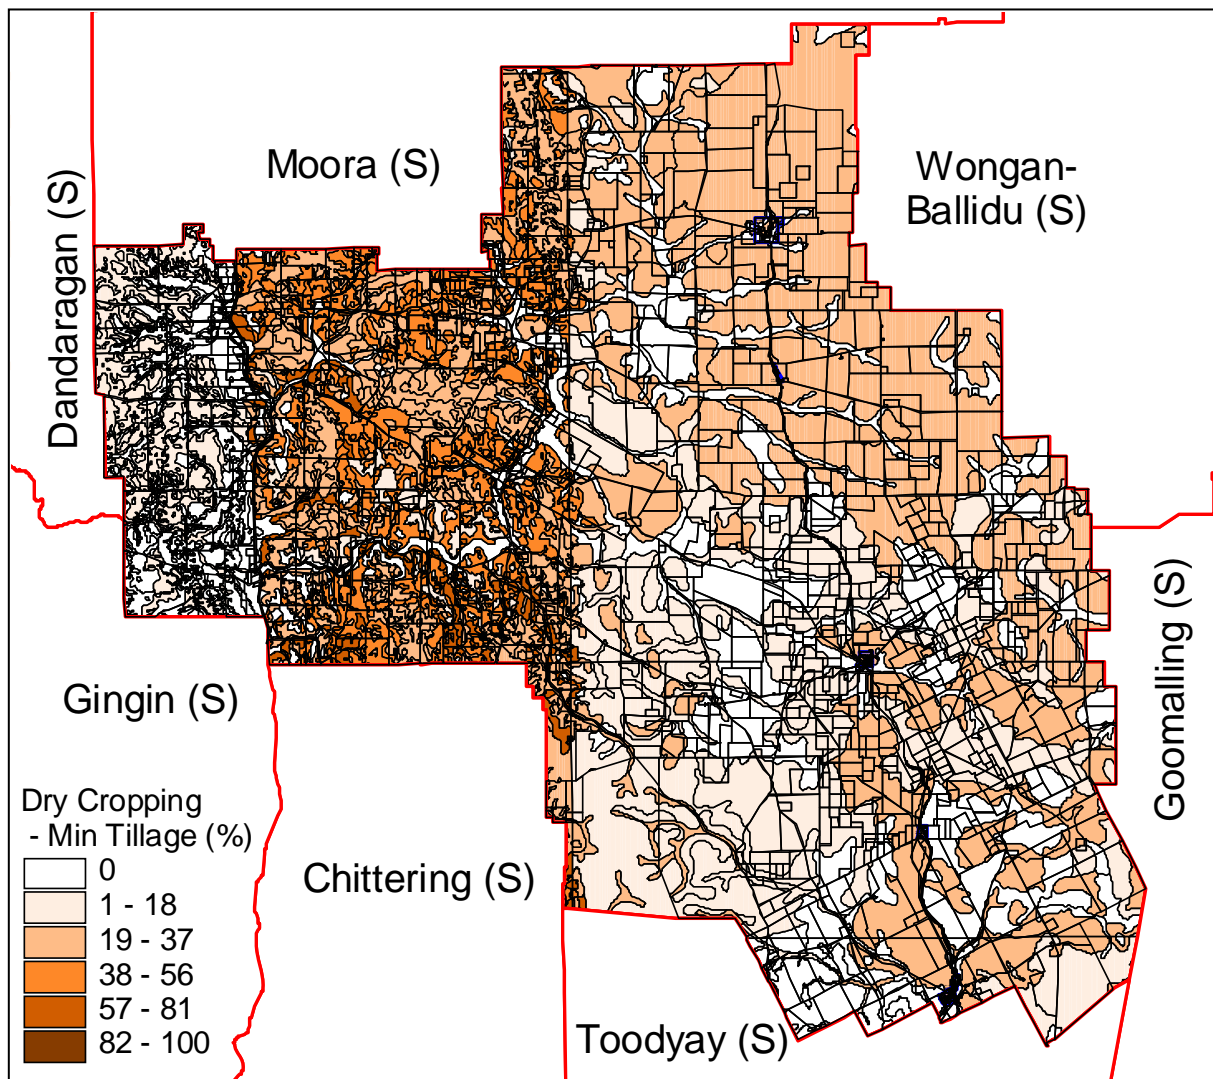 Moora (S)
Wongan-
Ballidu (S)
Dandaragan (S)
Goomalling (S)
Gingin (S)
Chittering (S)
Toodyay (S)
Dry Cropping
- Min Tillage (%)
0
1 - 18
19 - 37
38 - 56
57 - 81
82 - 100